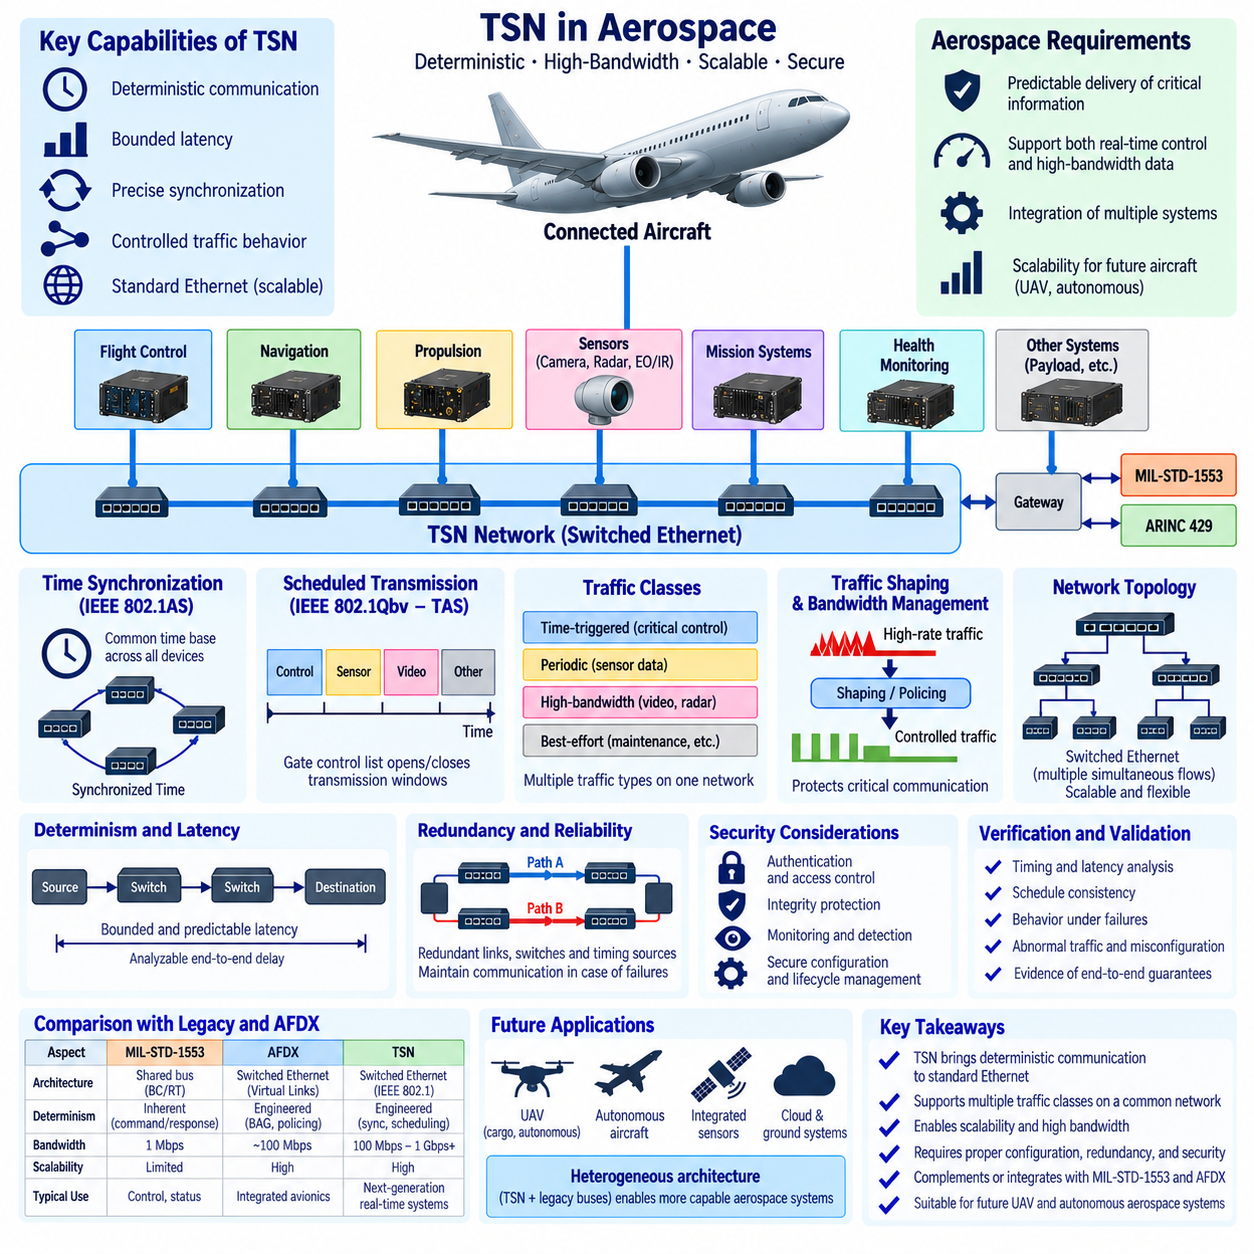 TSN in Aerospace
Deterministic · High-Bandwidth · Scalable · Secure
Key Capabilities of TSN
Deterministic communication
Bounded latency
Precise synchronization
Controlled traffic behavior
Standard Ethernet (scalable)
Connected Aircraft
Aerospace Requirements
Predictable delivery of critical
information
Support both real-time control
and high-bandwidth data
Integration of multiple systems
Scalability for future aircraft
(UAV, autonomous)
Flight Control
Navigation
Propulsion
Sensors
(Camera, Radar, EO/IR)
Mission Systems
Health
Monitoring
Other Systems
(Payload, etc.)
TSN Network (Switched Ethernet)
Gateway
MIL-STD-1553
ARINC 429
Time Synchronization
(IEEE 802.1AS)
Common time base
across all devices
Synchronized Time
Scheduled Transmission
(IEEE 802.1Qbv – TAS)
Control
Sensor
Video
Other
Time
Gate control list opens/closes
transmission windows
Traffic Classes
Time-triggered (critical control)
Periodic (sensor data)
High-bandwidth (video, radar)
Best-effort (maintenance, etc.)
Multiple traffic types on one network
Traffic Shaping
& Bandwidth Management
High-rate traffic
Shaping / Policing
Controlled traffic
Protects critical communication
Network Topology
Switched Ethernet
(multiple simultaneous flows)
Scalable and flexible
Determinism and Latency
Source
Switch
Switch
Destination
Bounded and predictable latency
Analyzable end-to-end delay
Redundancy and Reliability
Path A
Path B
Redundant links, switches and timing sources
Maintain communication in case of failures
Security Considerations
Authentication
and access control
Integrity protection
Monitoring and detection
Secure configuration
and lifecycle management
Verification and Validation
Timing and latency analysis
Schedule consistency
Behavior under failures
Abnormal traffic and misconfiguration
Evidence of end-to-end guarantees
Comparison with Legacy and AFDX
Aspect MIL-STD-1553 AFDX TSN
Architecture Shared bus (BC/RT) Switched Ethernet (Virtual Links) Switched Ethernet (IEEE 802.1)
Determinism Inherent (command/response) Engineered (BAG, policing) Engineered (sync, scheduling)
Bandwidth 1 Mbps ~100 Mbps 100 Mbps – 1 Gbps+
Scalability Limited High High
Typical Use Control, status Integrated avionics Next-generation real-time systems
Future Applications
UAV
(cargo, autonomous)
Autonomous
aircraft
Integrated
sensors
Cloud &
ground systems
Heterogeneous architecture
(TSN + legacy buses) enables more capable aerospace systems
Key Takeaways
TSN brings deterministic communication
to standard Ethernet
Supports multiple traffic classes on a common network
Enables scalability and high bandwidth
Requires proper configuration, redundancy, and security
Complements or integrates with MIL-STD-1553 and AFDX
Suitable for future UAV and autonomous aerospace systems